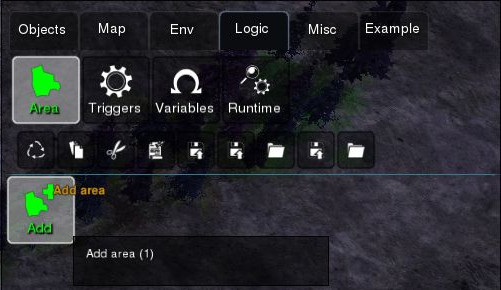 Objects Map Env Logic Misc Example
Area Triggers Variables Runtime
Add area
Add
Add area (1)